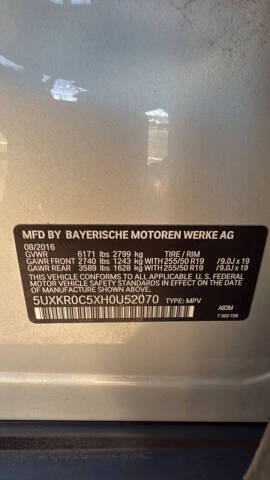 MFD BY BAYERISCHE MOTOREN WERKE AG
08/2016
GVWR 6171 lbs 2799 kg TIRE / RIM
GAWR FRONT 2740 lbs 1243 kg WITH 255/50 R19 /9.0J x 19
GAWR REAR 3589 lbs 1628 kg WITH 255/50 R19 /9.0J x 19
THIS VEHICLE CONFORMS TO ALL APPLICABLE U. S. FEDERAL
MOTOR VEHICLE SAFETY STANDARDS IN EFFECT ON THE DATE OF
MANUFACTURE SHOWN ABOVE.
5UXKR0C5XH0U52070 TYPE: MPV A83M
T 320 729